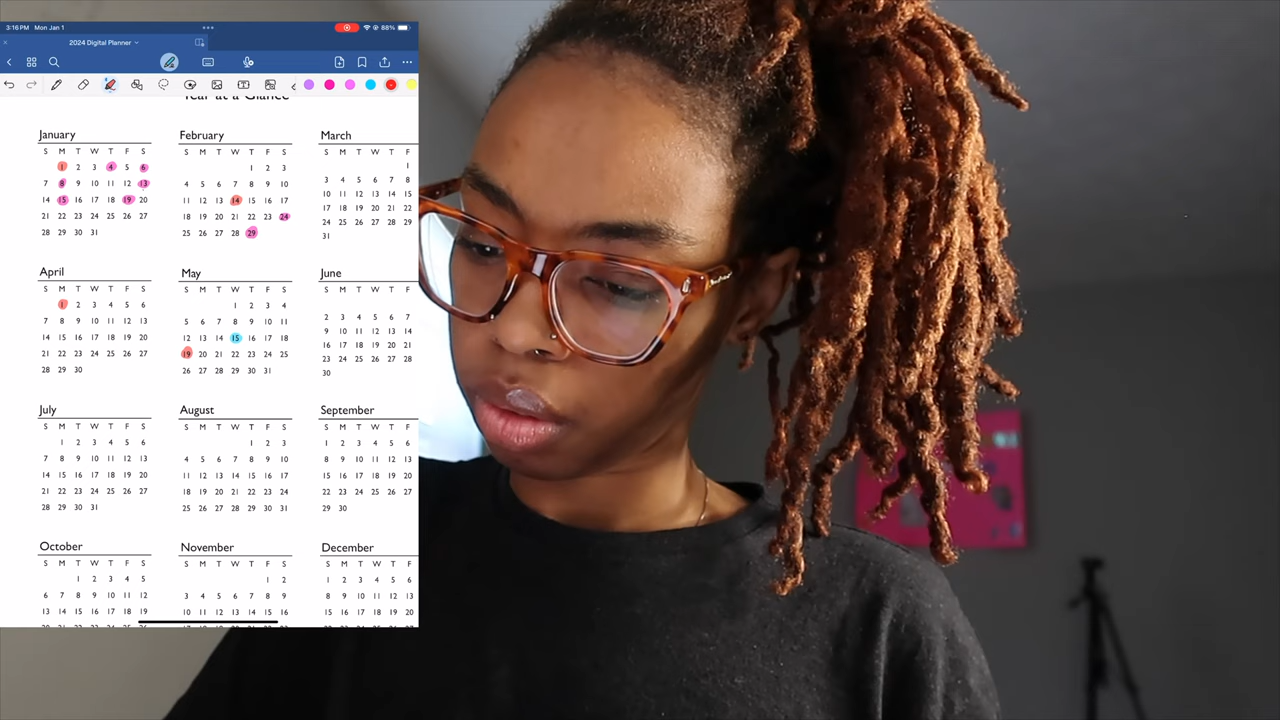 3:16 PM Mon Jan 1
88%
2024 Digital Planner
Year at a Glance
January
S M T W T F S
1 2 3 4 5 6
7 8 9 10 11 12 13
14 15 16 17 18 19 20
21 22 23 24 25 26 27
28 29 30 31
February
S M T W T F S
1 2 3
4 5 6 7 8 9 10
11 12 13 14 15 16 17
18 19 20 21 22 23 24
25 26 27 28 29
March
S M T W T F
1
3 4 5 6 7 8
10 11 12 13 14 15
17 18 19 20 21 22
24 25 26 27 28 29
31
April
S M T W T F S
1 2 3 4 5 6
7 8 9 10 11 12 13
14 15 16 17 18 19 20
21 22 23 24 25 26 27
28 29 30
May
S M T W T F S
1 2 3 4
5 6 7 8 9 10 11
12 13 14 15 16 17 18
19 20 21 22 23 24 25
26 27 28 29 30 31
June
S M T W T F
2 3 4 5 6 7
9 10 11 12 13 14
16 17 18 19 20 21
23 24 25 26 27 28
30
July
S M T W T F S
1 2 3 4 5 6
7 8 9 10 11 12 13
14 15 16 17 18 19 20
21 22 23 24 25 26 27
28 29 30 31
August
S M T W T F S
1 2 3
4 5 6 7 8 9 10
11 12 13 14 15 16 17
18 19 20 21 22 23 24
25 26 27 28 29 30 31
September
S M T W T F
1 2 3 4 5 6
8 9 10 11 12 13
15 16 17 18 19 20
22 23 24 25 26 27
29 30
October
S M T W T F S
1 2 3 4 5
6 7 8 9 10 11 12
13 14 15 16 17 18 19
November
S M T W T F S
1 2
3 4 5 6 7 8 9
10 11 12 13 14 15 16
December
S M T W T F
1 2 3 4 5 6
8 9 10 11 12 13
15 16 17 18 19 20